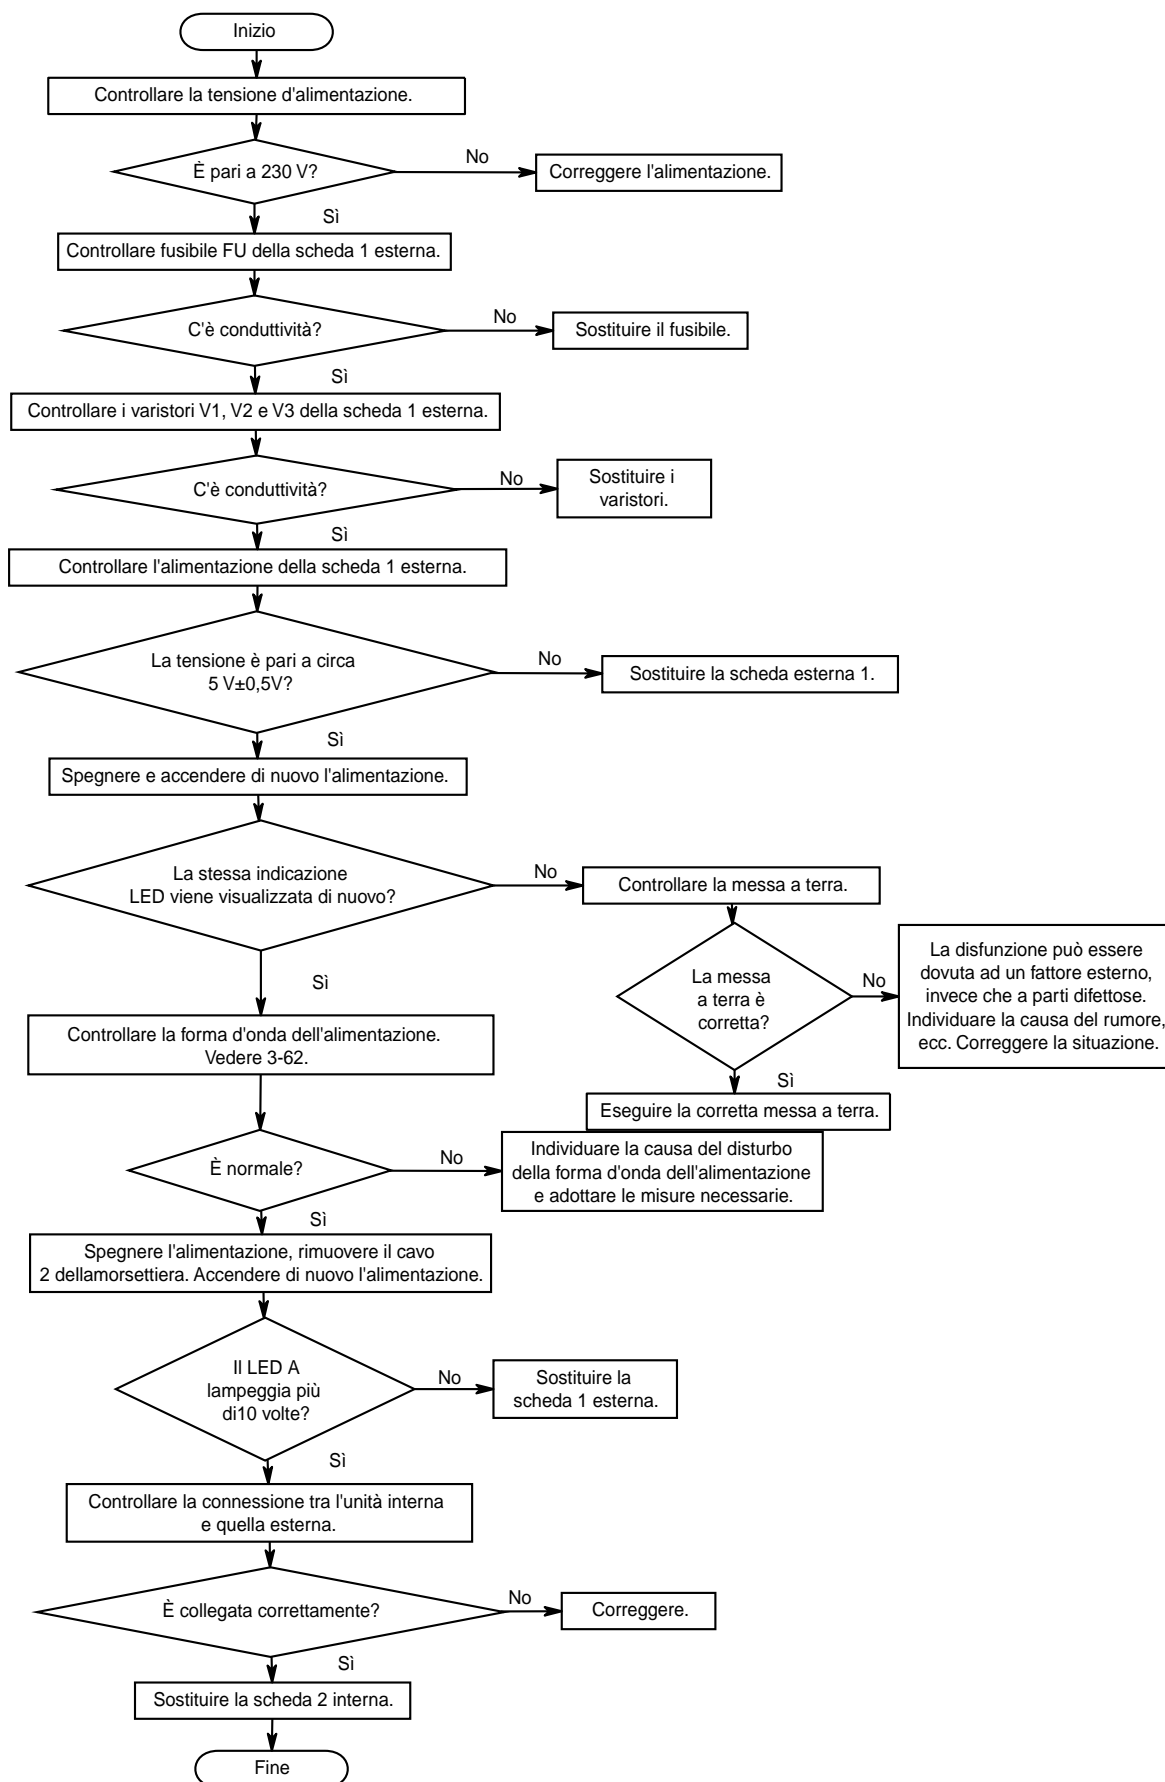 Inizio
Controllare la tensione d'alimentazione.
È pari a 230 V?
No
Correggere l'alimentazione.
Sì
Controllare fusibile FU della scheda 1 esterna.
C'è conduttività?
No
Sostituire il fusibile.
Sì
Controllare i varistori V1, V2 e V3 della scheda 1 esterna.
C'è conduttività?
No
Sostituire i
varistori.
Sì
Controllare l'alimentazione della scheda 1 esterna.
La tensione è pari a circa
5 V±0,5V?
No
Sostituire la scheda esterna 1.
Sì
Spegnere e accendere di nuovo l'alimentazione.
La stessa indicazione
LED viene visualizzata di nuovo?
No
Controllare la messa a terra.
La messa
a terra è
corretta?
No
La disfunzione può essere
dovuta ad un fattore esterno,
invece che a parti difettose.
Individuare la causa del rumore,
ecc. Correggere la situazione.
Sì
Eseguire la corretta messa a terra.
Sì
Controllare la forma d'onda dell'alimentazione.
Vedere 3-62.
È normale?
No
Individuare la causa del disturbo
della forma d'onda dell'alimentazione
e adottare le misure necessarie.
Sì
Spegnere l'alimentazione, rimuovere il cavo
2 dellamorsettiera. Accendere di nuovo l'alimentazione.
Il LED A
lampeggia più
di10 volte?
No
Sostituire la
scheda 1 esterna.
Sì
Controllare la connessione tra l'unità interna
e quella esterna.
È collegata correttamente?
No
Correggere.
Sì
Sostituire la scheda 2 interna.
Fine